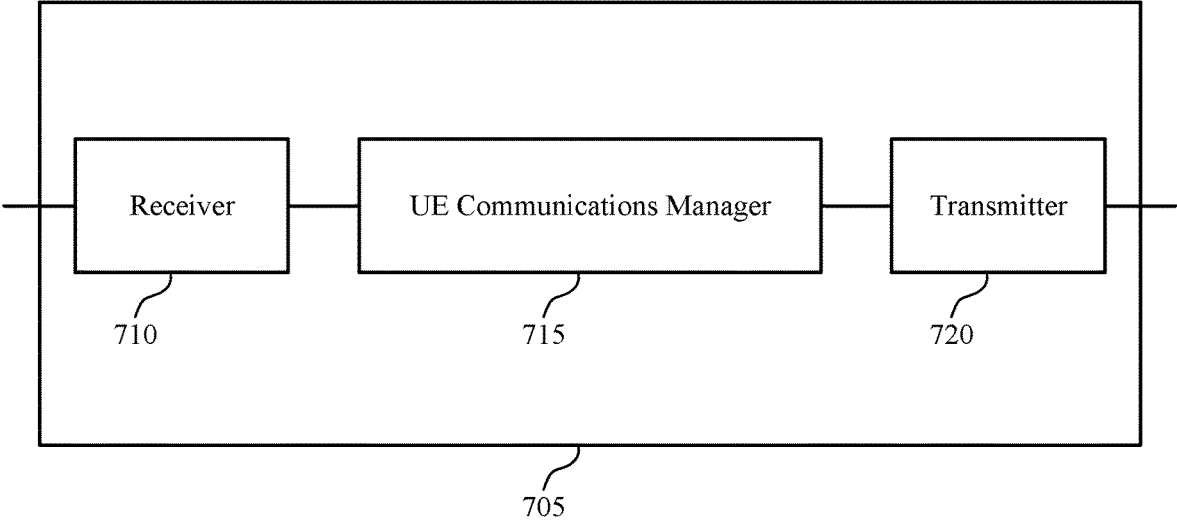 Receiver
UE Communications Manager
Transmitter
710
715
720
705